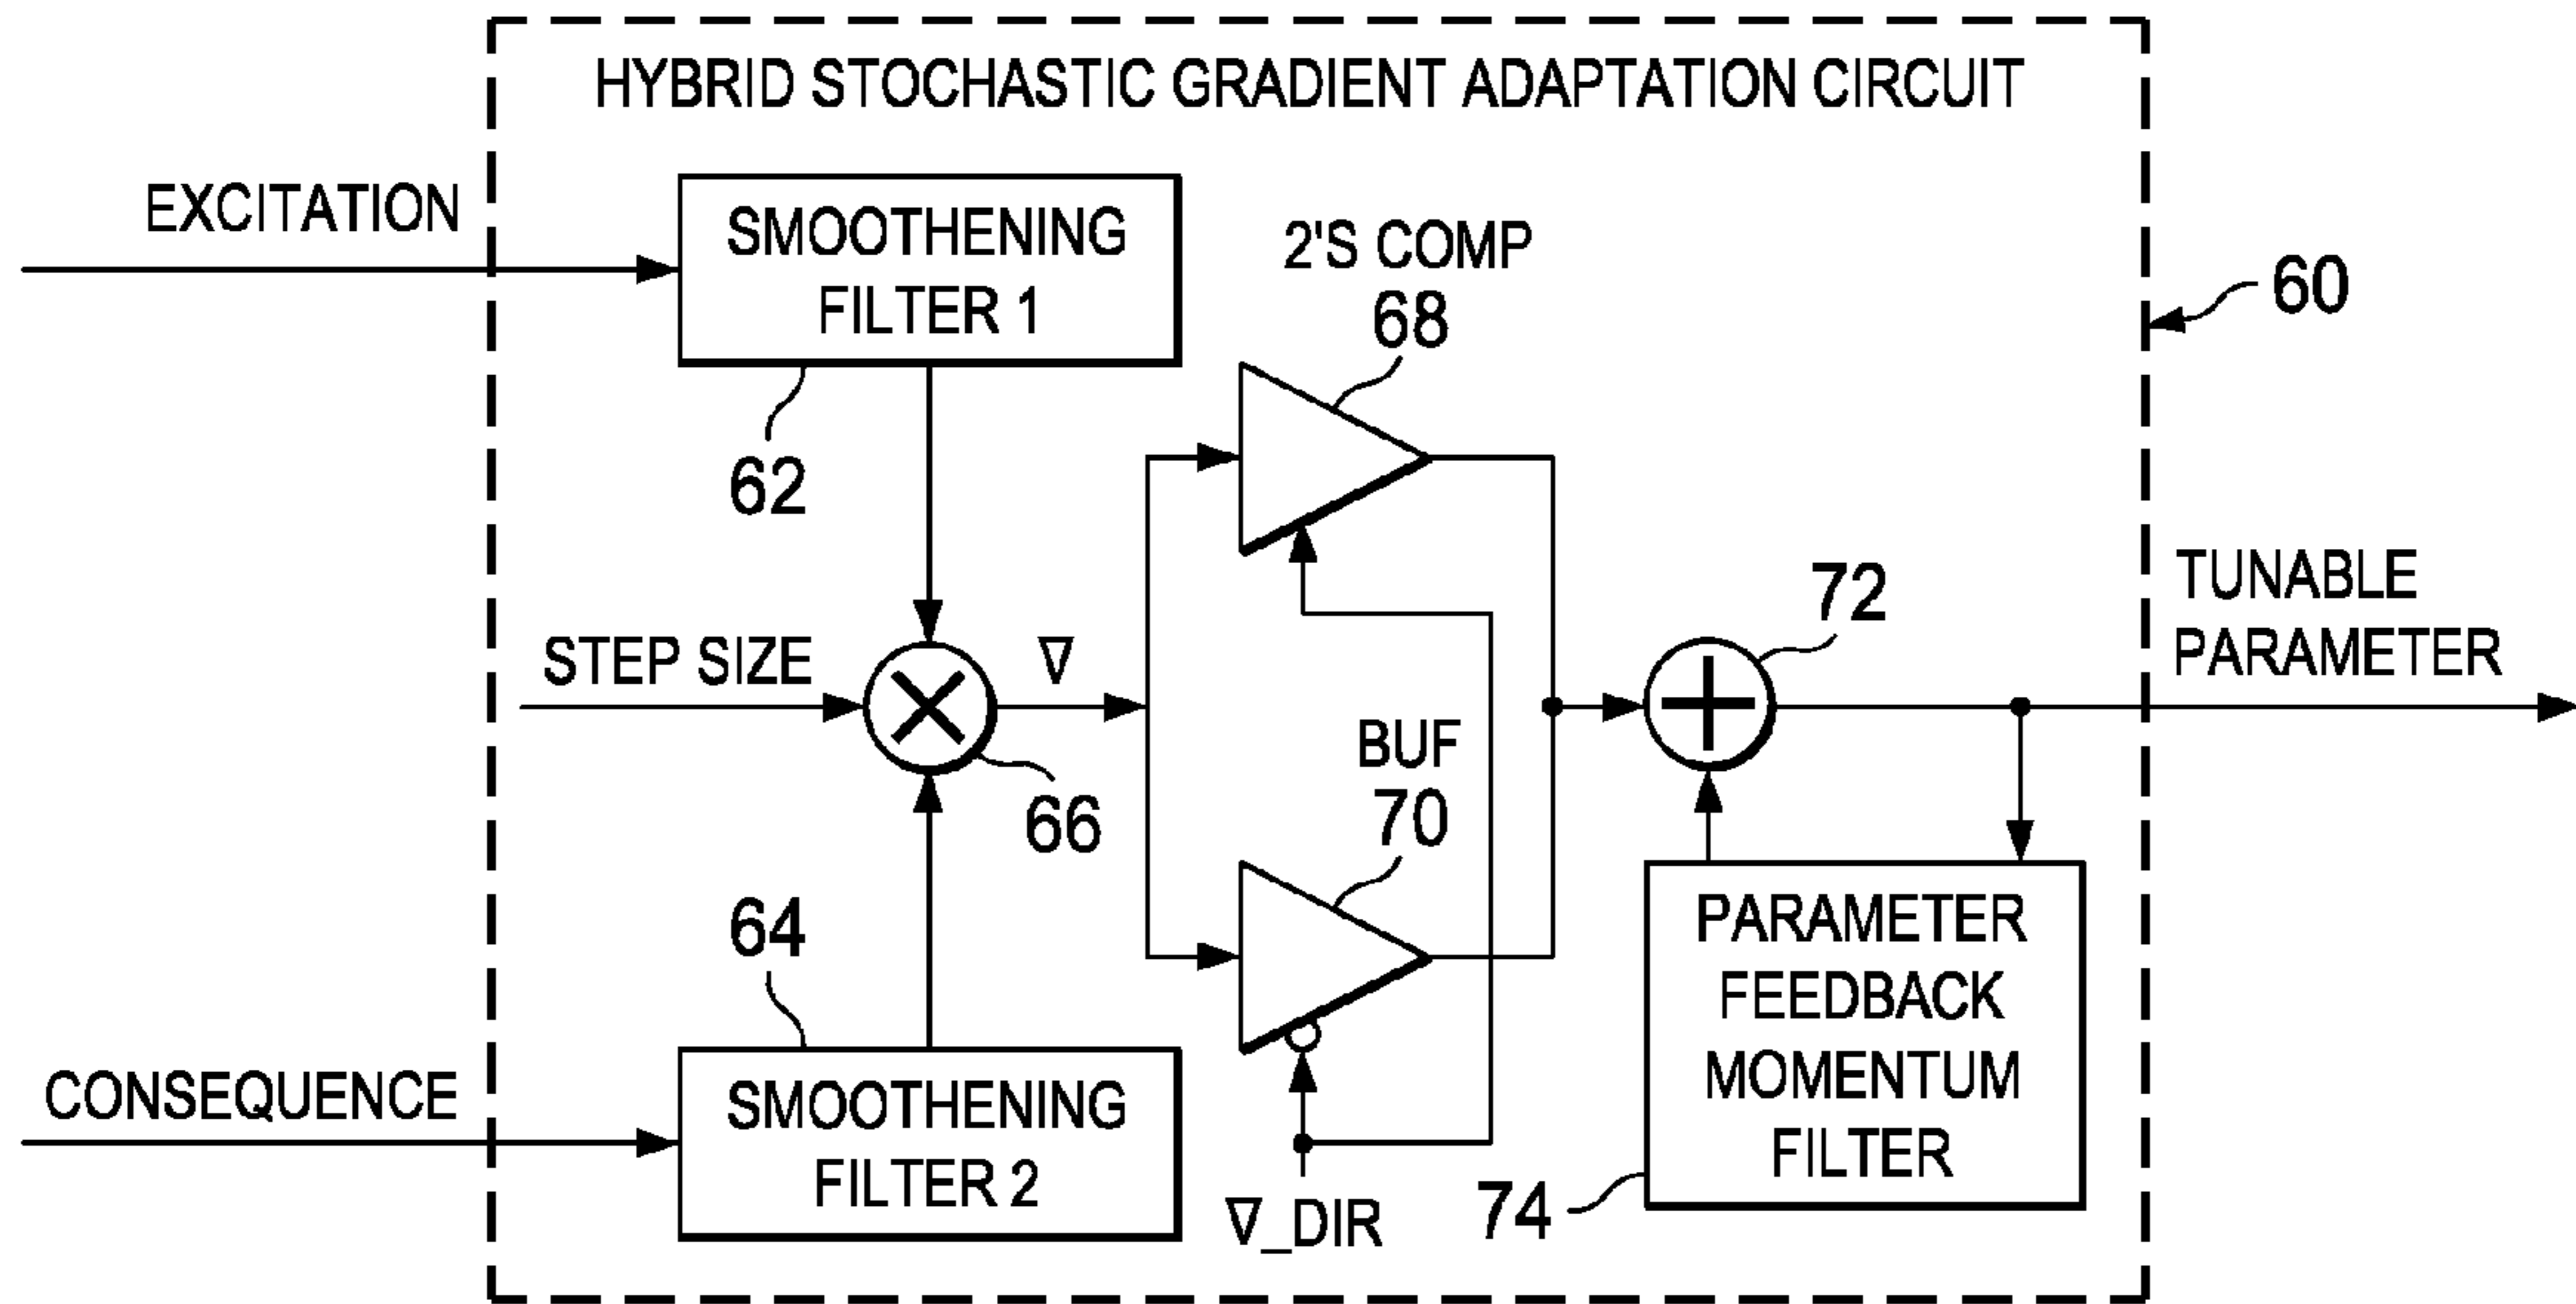 HYBRID STOCHASTIC GRADIENT ADAPTATION CIRCUIT
EXCITATION
SMOOTHENING
FILTER 1
62
2'S COMP
68
60
STEP SIZE
∇
66
BUF
70
72
TUNABLE
PARAMETER
64
CONSEQUENCE
SMOOTHENING
FILTER 2
∇_DIR
PARAMETER
FEEDBACK
MOMENTUM
FILTER
74